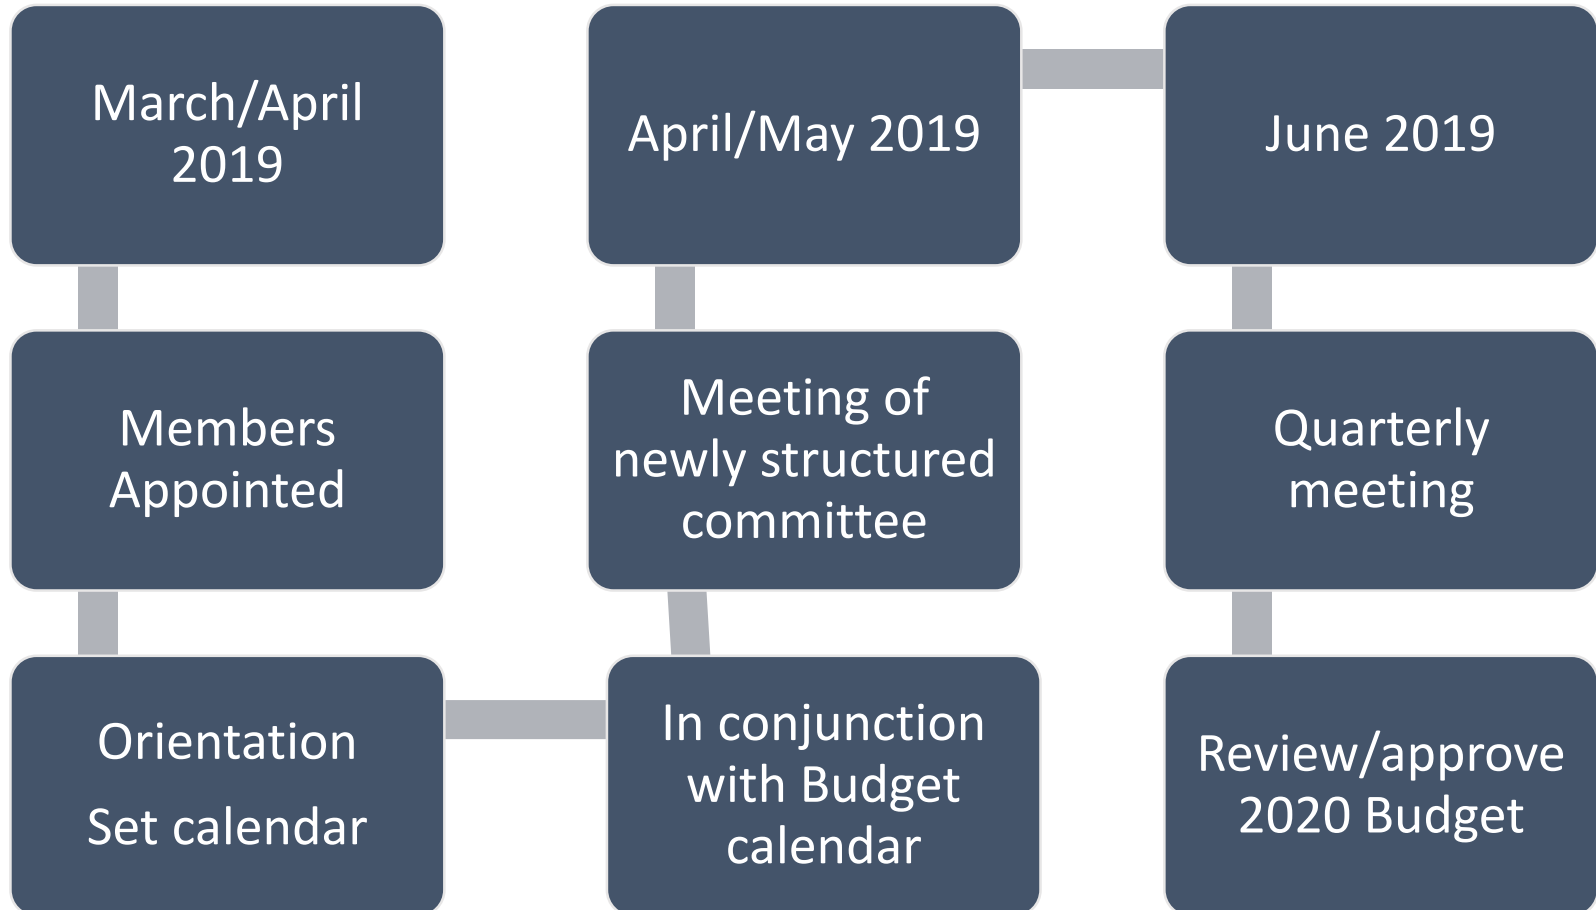 March/April
2019
Members
Appointed
Orientation
Set calendar
April/May 2019
Meeting of
newly structured
committee
In conjunction
with Budget
calendar
June 2019
Quarterly
meeting
Review/approve
2020 Budget